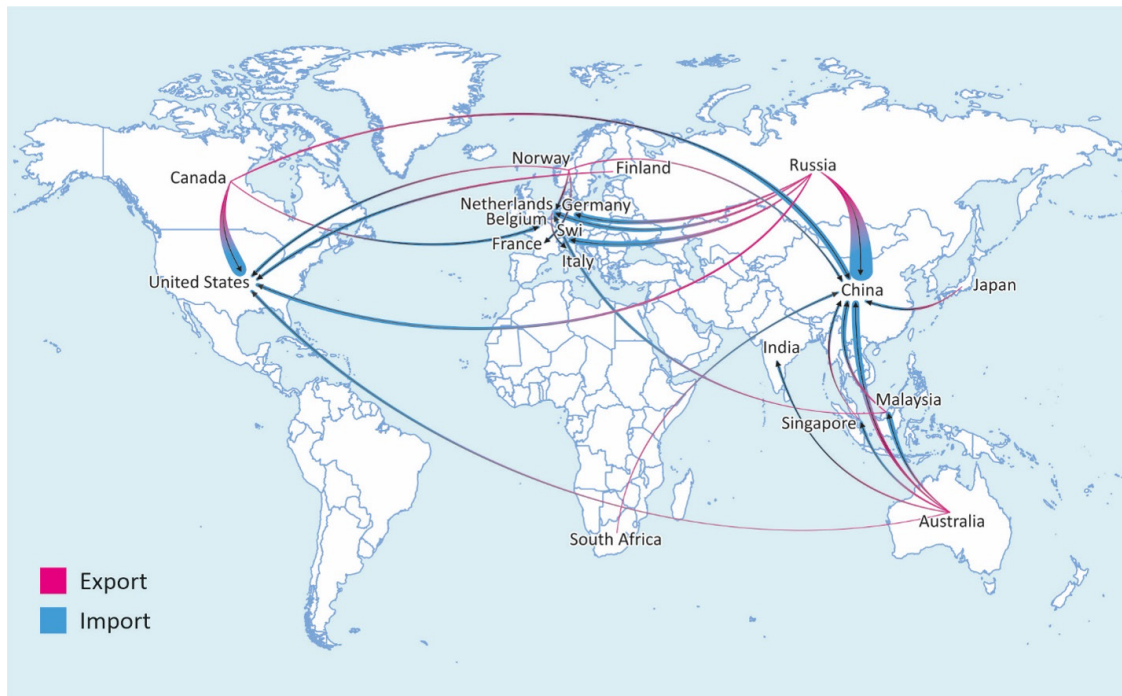 Norway
Finland
Russia
Canada
Netherlands
Germany
Belgium
Swi
France
Italy
United States
China
Japan
India
Malaysia
Singapore
Australia
South Africa
Export
Import